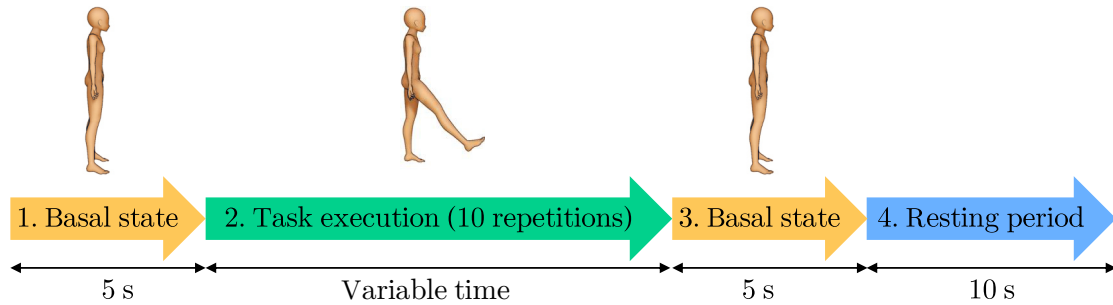 1. Basal state
2. Task execution (10 repetitions)
3. Basal state
4. Resting period
5 s
Variable time
5 s
10 s